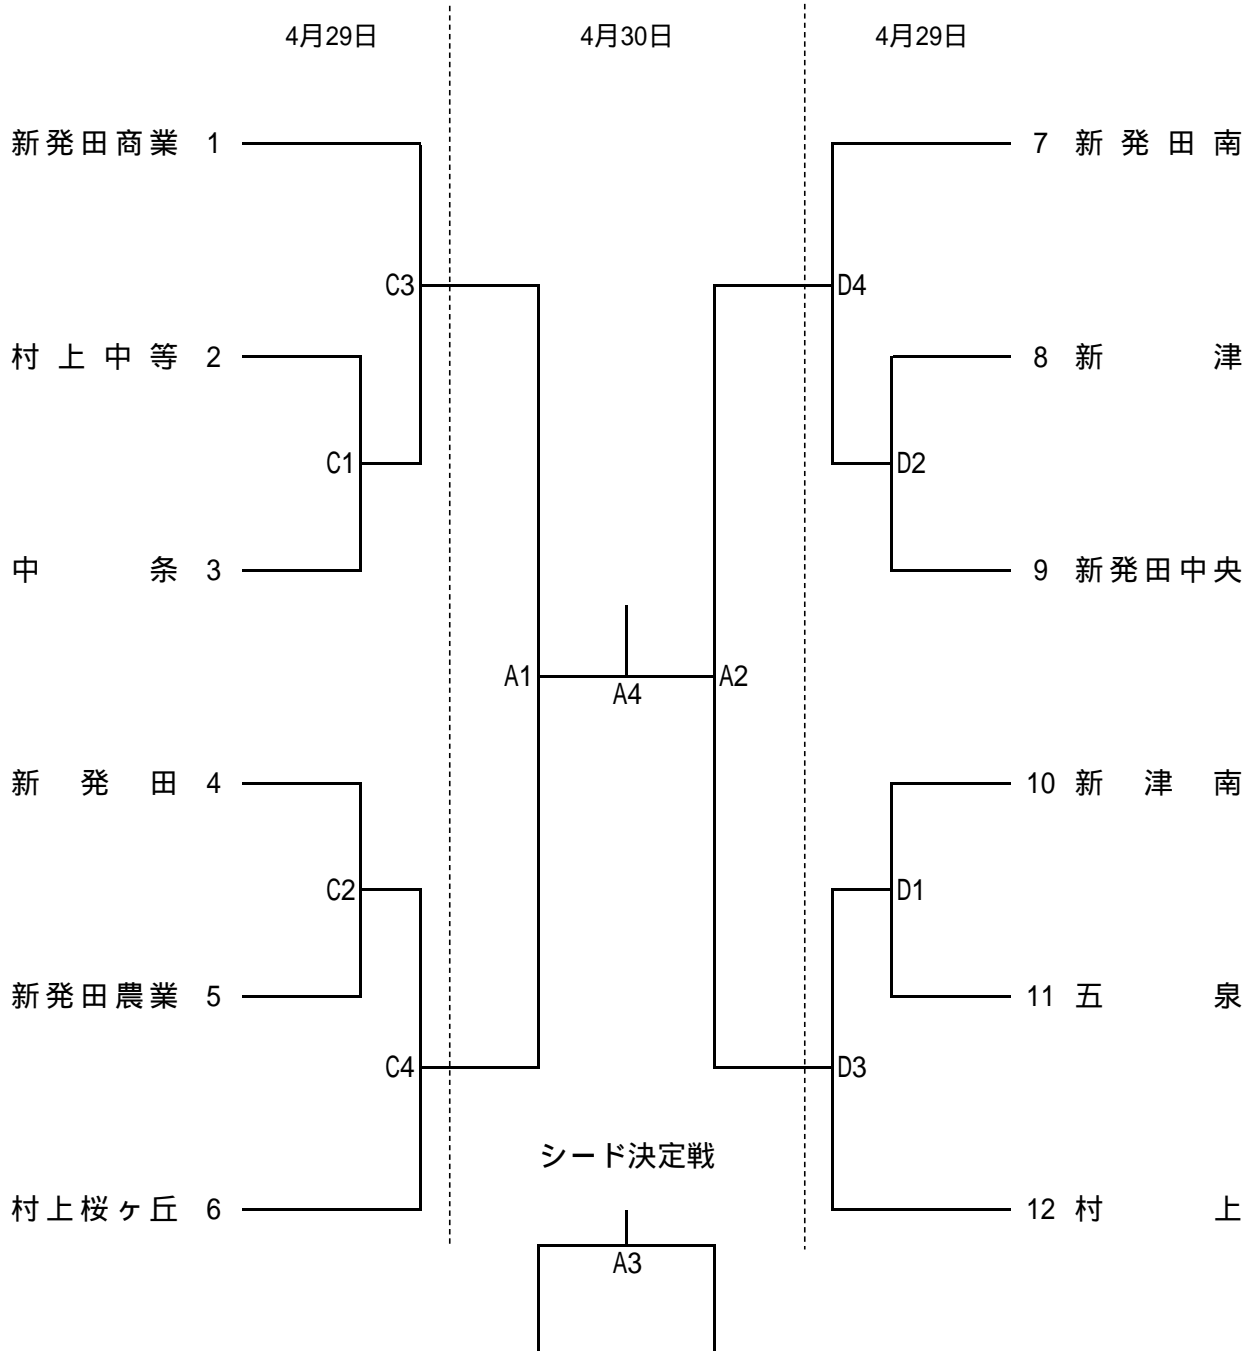 4月29日 4月30日 4月29日
新発田商業 1 7 新発田南
C3 D4
村上中等 2 8 新津
C1 D2
中条 3 9 新発田中央
A1 A4 A2
新発田 4 10 新津南
C2 D1
新発田農業 5 11 五泉
C4 D3
シード決定戦
村上桜ヶ丘 6 12 村上
A3